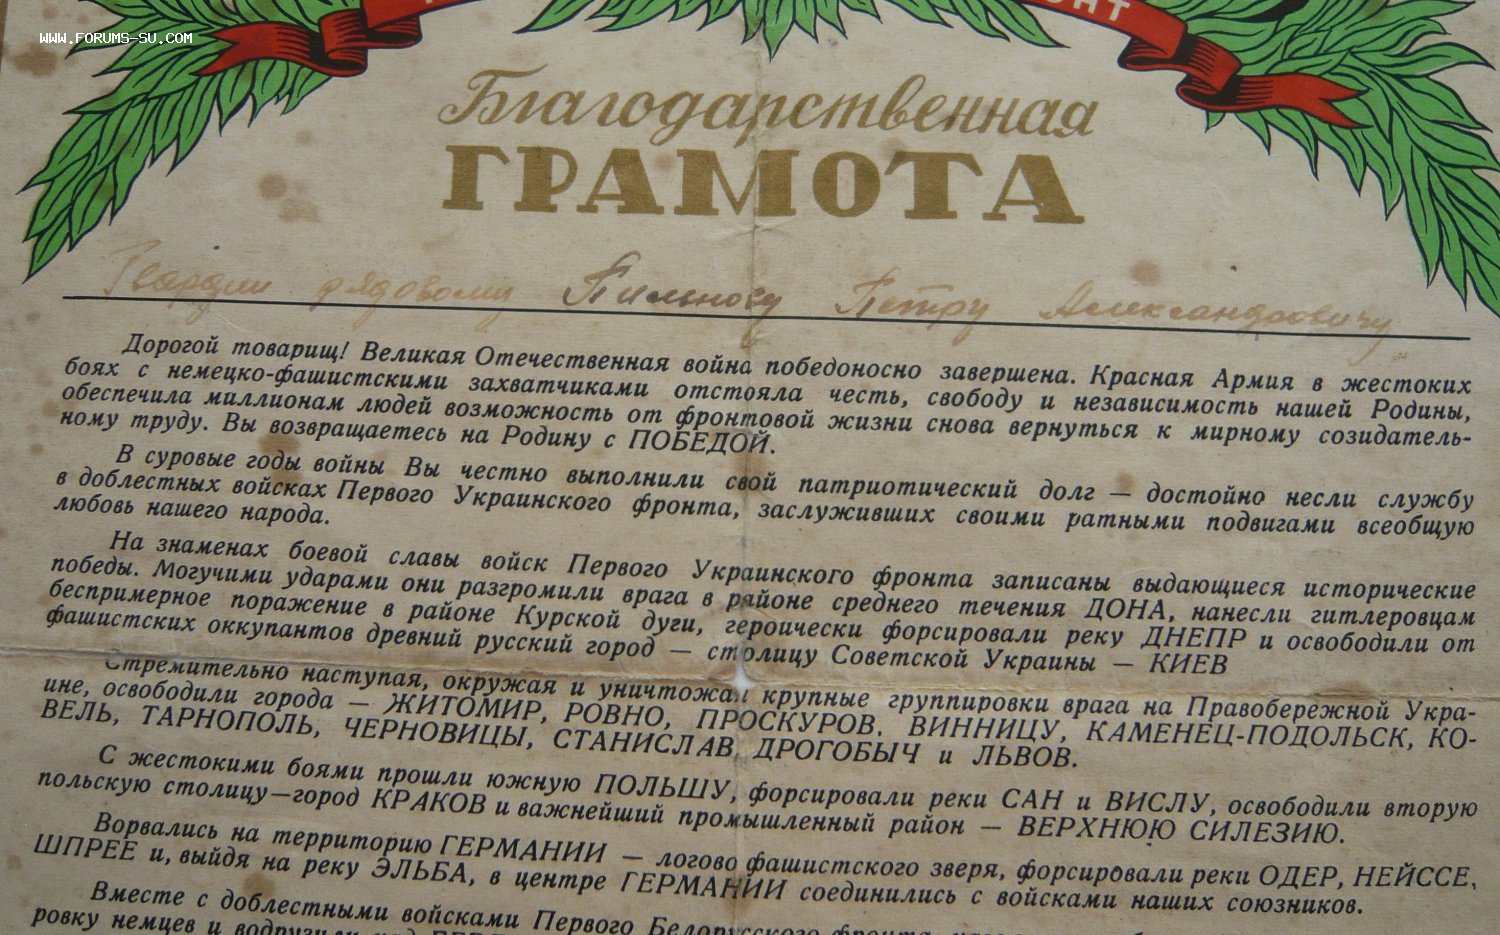 WWW.FORUMS-SU.COM
Благодарственная
ГРАМОТА
Гвардии рядовому Пильнову Петру Александровичу
Дорогой товарищ! Великая Отечественная война победоносно завершена. Красная Армия в жестоких
боях с немецко-фашистскими захватчиками отстояла честь, свободу и независимость нашей Родины,
обеспечила миллионам людей возможность от фронтовой жизни снова вернуться к мирному созидатель-
ному труду. Вы возвращаетесь на Родину с ПОБЕДОЙ.
В суровые годы войны Вы честно выполнили свой патриотический долг — достойно несли службу
в доблестных войсках Первого Украинского фронта, заслуживших своими ратными подвигами всеобщую
любовь нашего народа.
На знаменах боевой славы войск Первого Украинского фронта записаны выдающиеся исторические
победы. Могучими ударами они разгромили врага в районе среднего течения ДОНА, нанесли гитлеровцам
беспримерное поражение в районе Курской дуги, героически форсировали реку ДНЕПР и освободили от
фашистских оккупантов древний русский город — столицу Советской Украины — КИЕВ
Стремительно наступая, окружая и уничтожая крупные группировки врага на Правобережной Укра-
ине, освободили города — ЖИТОМИР, РОВНО, ПРОСКУРОВ. ВИННИЦУ, КАМЕНЕЦ-ПОДОЛЬСК, КО-
ВЕЛЬ, ТАРНОПОЛЬ, ЧЕРНОВИЦЫ, СТАНИСЛАВ, ДРОГОБЫЧ и ЛЬВОВ.
С жестокими боями прошли южную ПОЛЬШУ, форсировали реки САН и ВИСЛУ, освободили вторую
польскую столицу—город КРАКОВ и важнейший промышленный район — ВЕРХНЮЮ СИЛЕЗИЮ.
Ворвались на территорию ГЕРМАНИИ — логово фашистского зверя, форсировали реки ОДЕР, НЕЙССЕ,
ШПРЕЕ и, выйдя на реку ЭЛЬБА, в центре ГЕРМАНИИ соединились с войсками наших союзников.
Вместе с доблестными войсками Первого Белорусского фронта,
ровку немцев и водрузили над